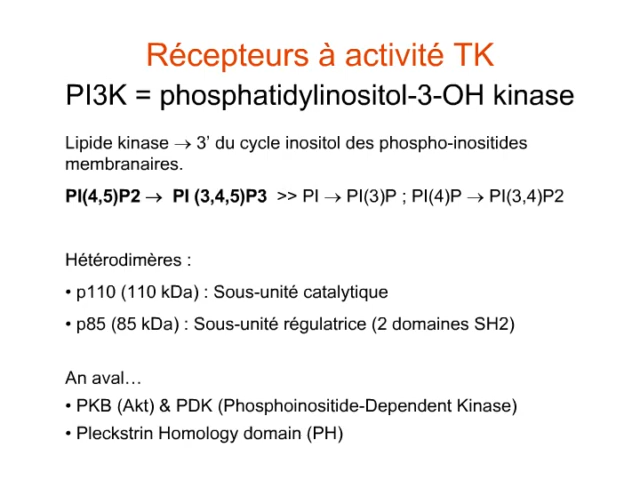 Récepteurs à activité TK
PI3K = phosphatidylinositol-3-OH kinase
Lipide kinase → 3’ du cycle inositol des phospho-inositides
membranaires.
PI(4,5)P2 → PI (3,4,5)P3 >> PI → PI(3)P ; PI(4)P → PI(3,4)P2
Hétérodimères :
• p110 (110 kDa) : Sous-unité catalytique
• p85 (85 kDa) : Sous-unité régulatrice (2 domaines SH2)
An aval…
• PKB (Akt) & PDK (Phosphoinositide-Dependent Kinase)
• Pleckstrin Homology domain (PH)